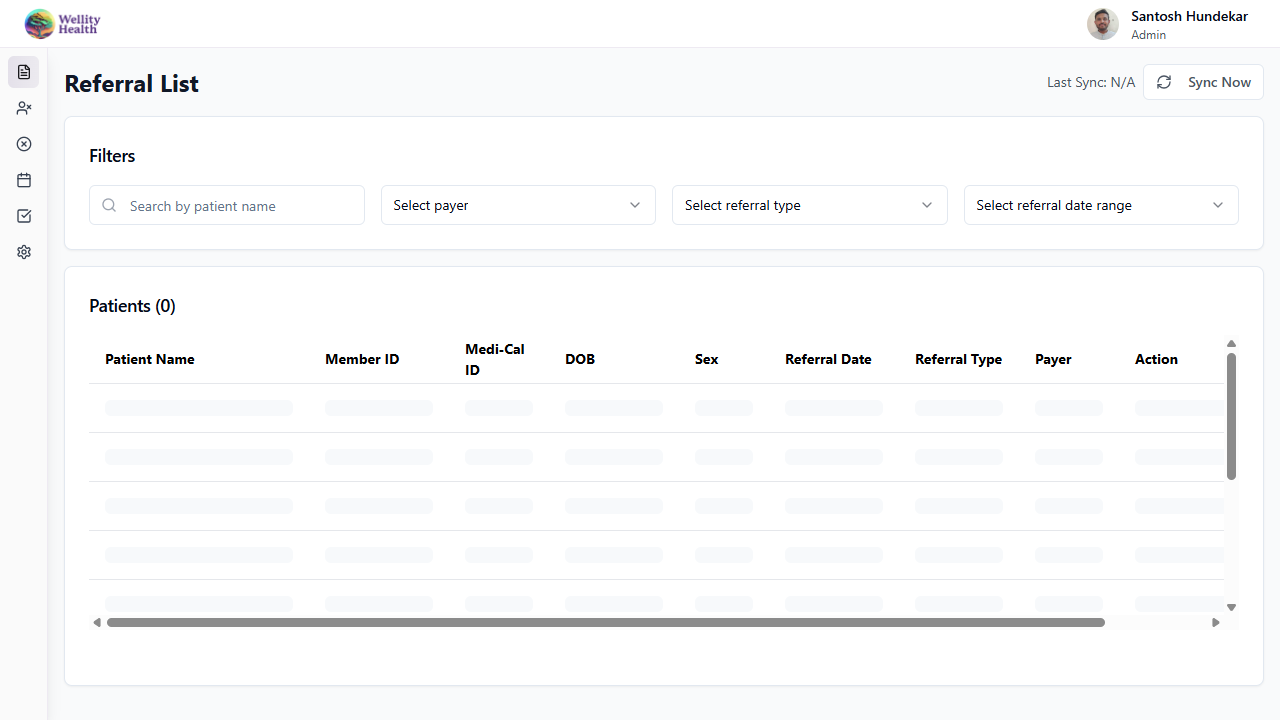 Wellity
Health
Santosh Hundekar
Admin
Referral List
Last Sync: N/A
Sync Now
Filters
Search by patient name
Select payer
Select referral type
Select referral date range
Patients (0)
Patient Name
Member ID
Medi-Cal
ID
DOB
Sex
Referral Date
Referral Type
Payer
Action